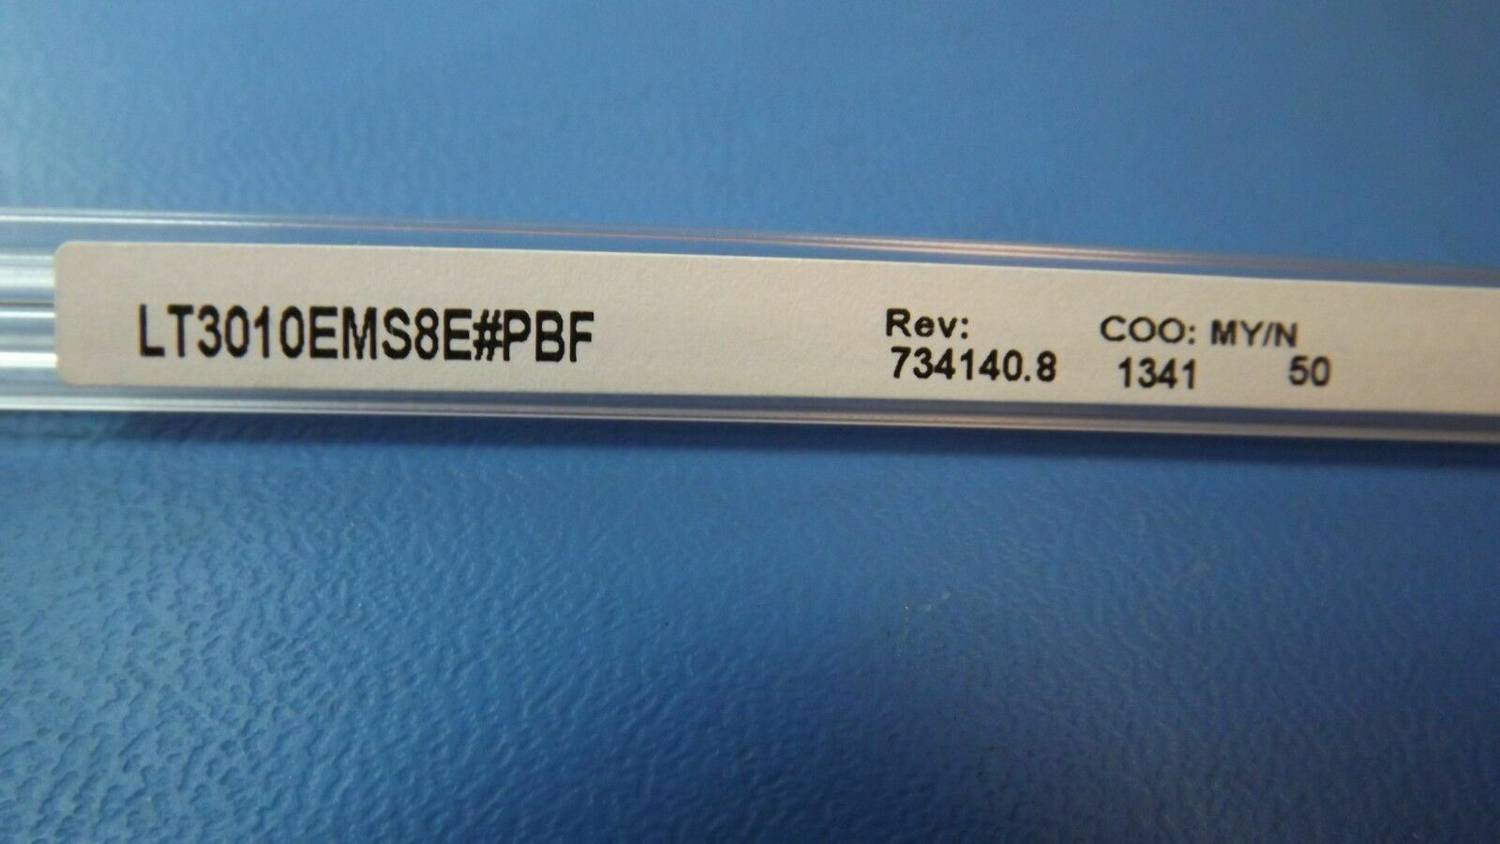 LT3010EMS8E#PBF
Rev: COO: MY/N
734140.8 1341 50